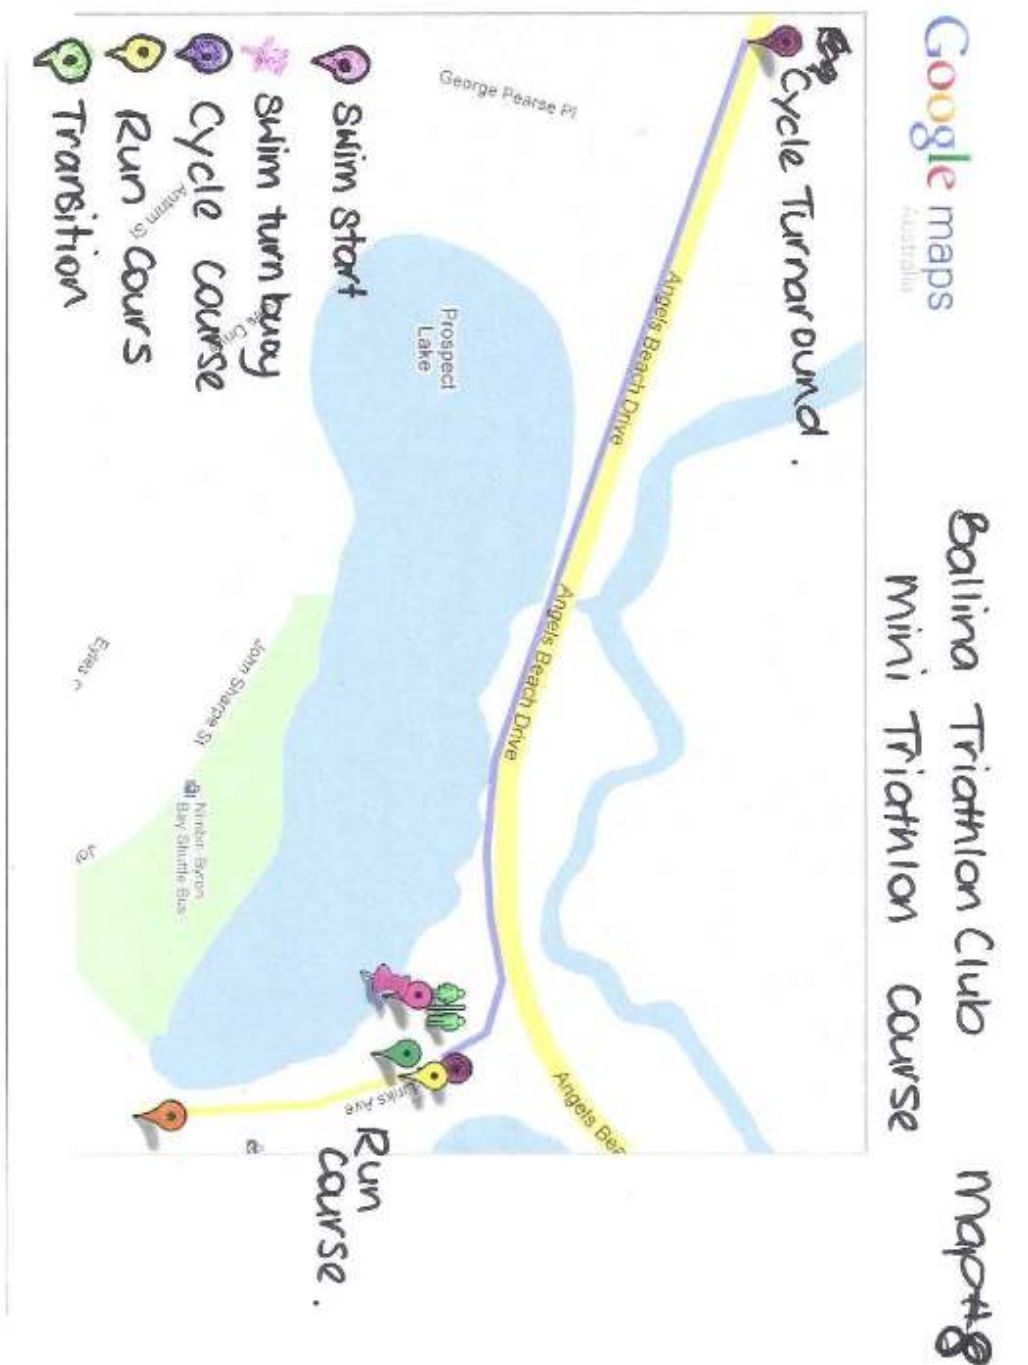 Google maps
Australia
Ballina Triathlon Club
Mini Triathlon course
Map#8
Cycle Turnaround .
Angels Beach Drive
Angels Beach Drive
Angels Bea
George Pearse Pl
Prospect
Lake
Swim Start
Swim turn buoy
Cycle course
Run cours
Transition
Antrim St
John Sharpe St
Nimbin Byron
Bay Shuttle Bus
Run
course .